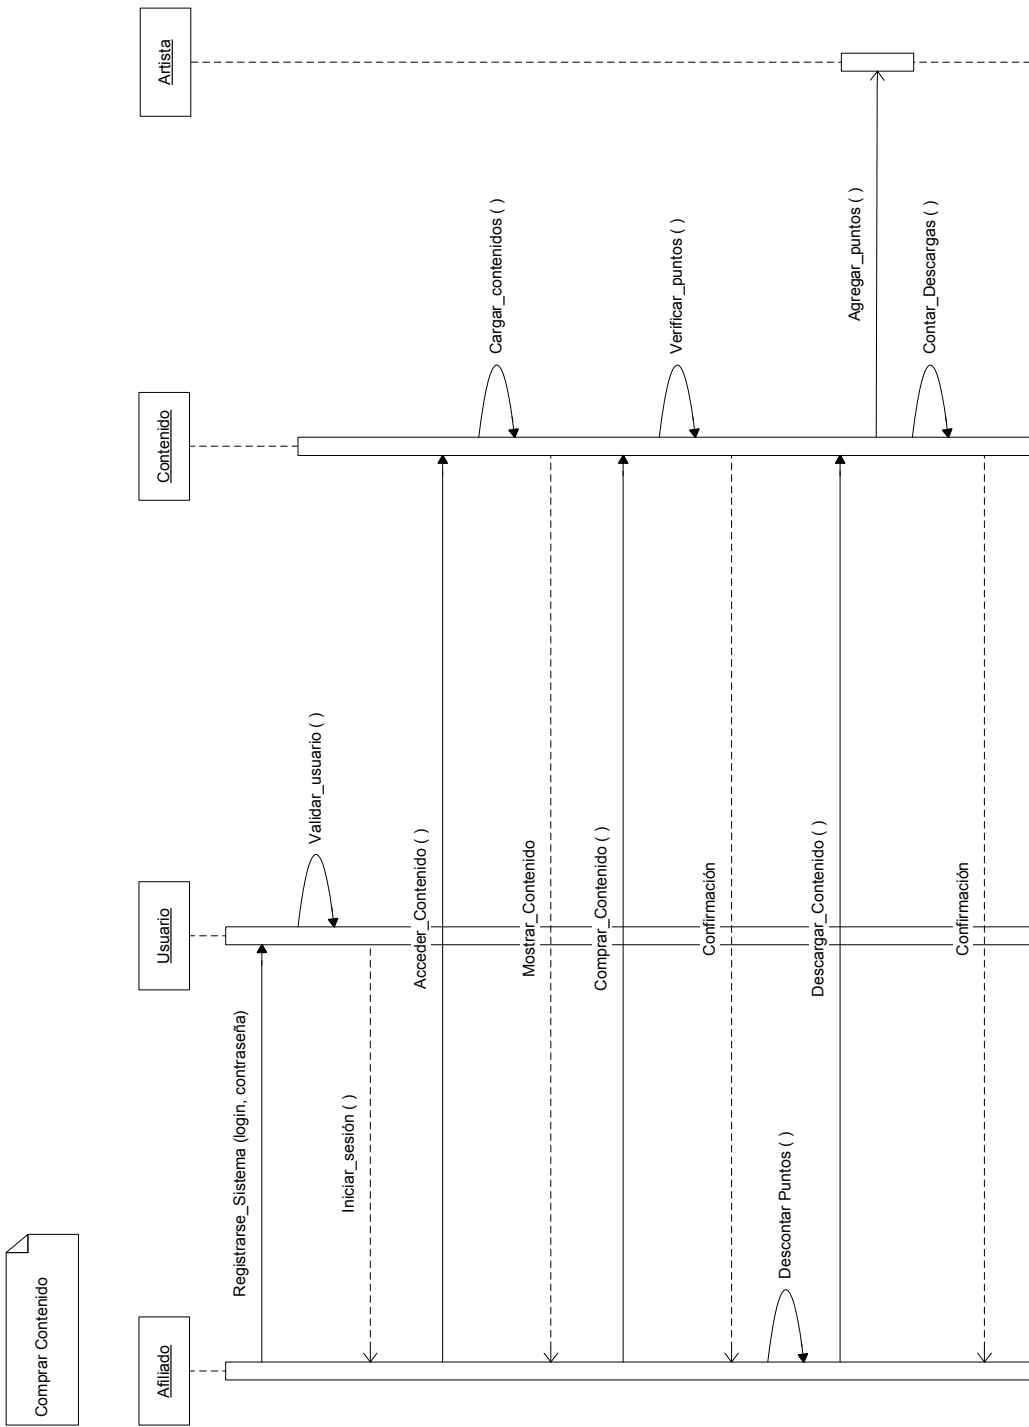 Comprar Contenido
Afiliado
Usuario
Contenido
Artista
Registrarse_Sistema (login, contraseña)
Validar_usuario ( )
Iniciar_sesión ( )
Acceder_Contenido ( )
Cargar_contenidos ( )
Mostrar_Contenido
Comprar_Contenido ( )
Verificar_puntos ( )
Confirmación
Descontar Puntos ( )
Descargar_Contenido ( )
Agregar_puntos ( )
Contar_Descargas ( )
Confirmación